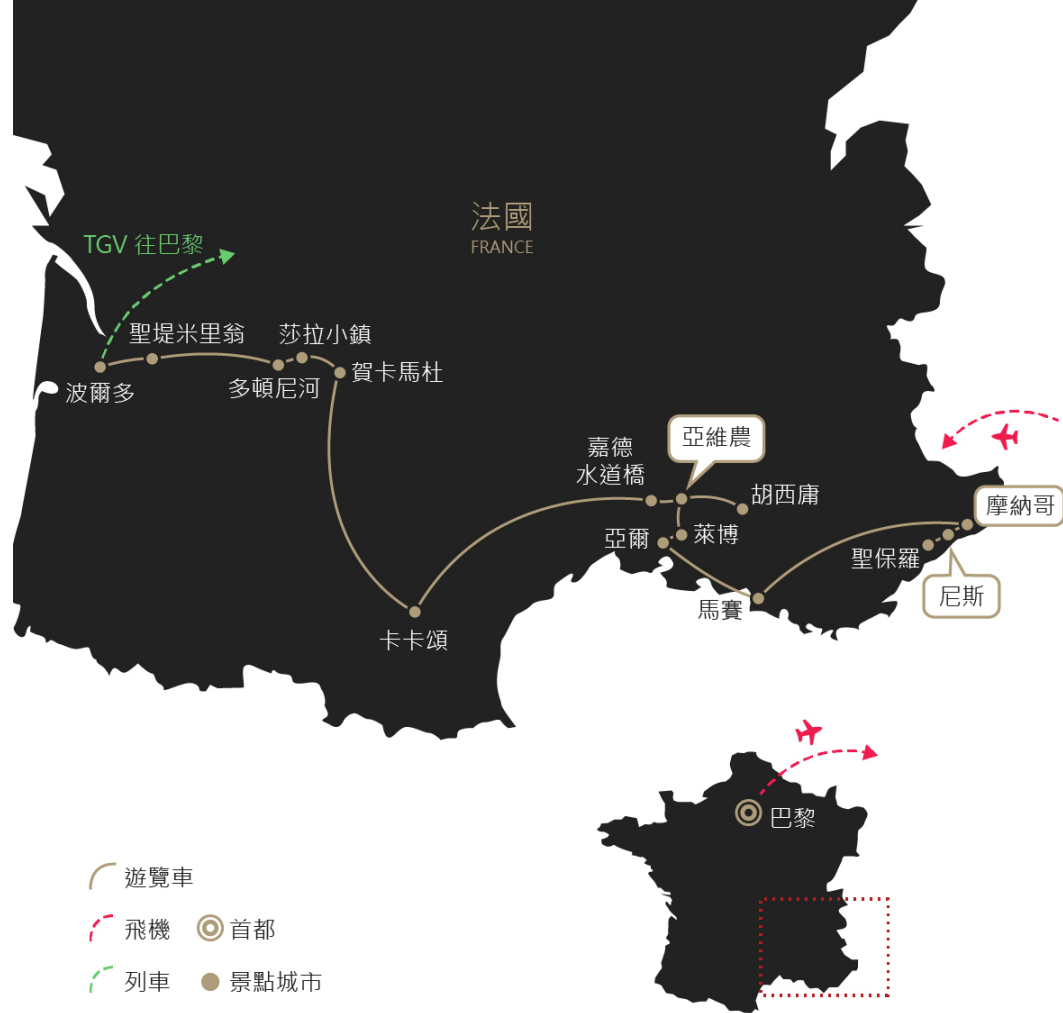 法國
FRANCE
TGV 往巴黎
聖堤米里翁
莎拉小鎮
波爾多
多頓尼河
賀卡馬杜
亞維農
嘉德
水道橋
胡西庸
摩納哥
亞爾
萊博
聖保羅
尼斯
馬賽
卡卡頌
巴黎
遊覽車
飛機
首都
列車
景點城市